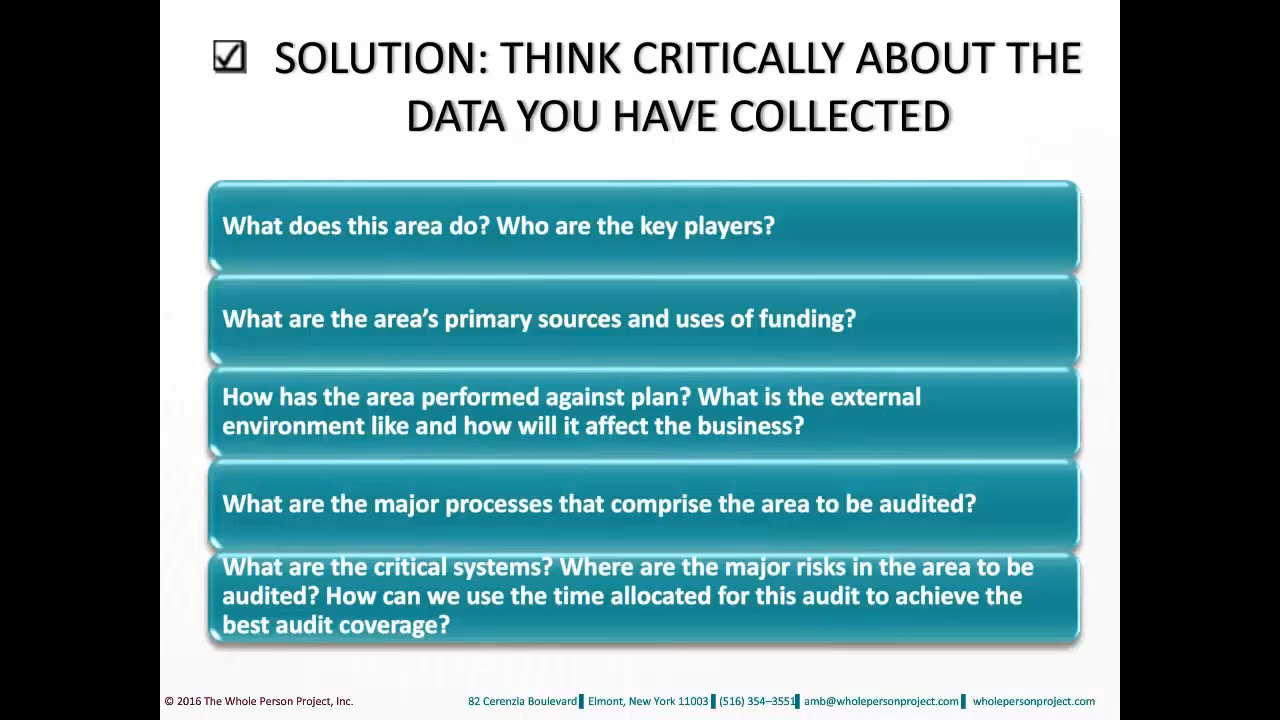 ☑ SOLUTION: THINK CRITICALLY ABOUT THE
DATA YOU HAVE COLLECTED
What does this area do? Who are the key players?
What are the area’s primary sources and uses of funding?
How has the area performed against plan? What is the external
environment like and how will it affect the business?
What are the major processes that comprise the area to be audited?
What are the critical systems? Where are the major risks in the area to be
audited? How can we use the time allocated for this audit to achieve the
best audit coverage?
© 2016 The Whole Person Project, Inc. 82 Cerenzia Boulevard ▌ Elmont, New York 11003 ▌ (516) 354–3551 ▌ amb@wholepersonproject.com ▌ wholepersonproject.com